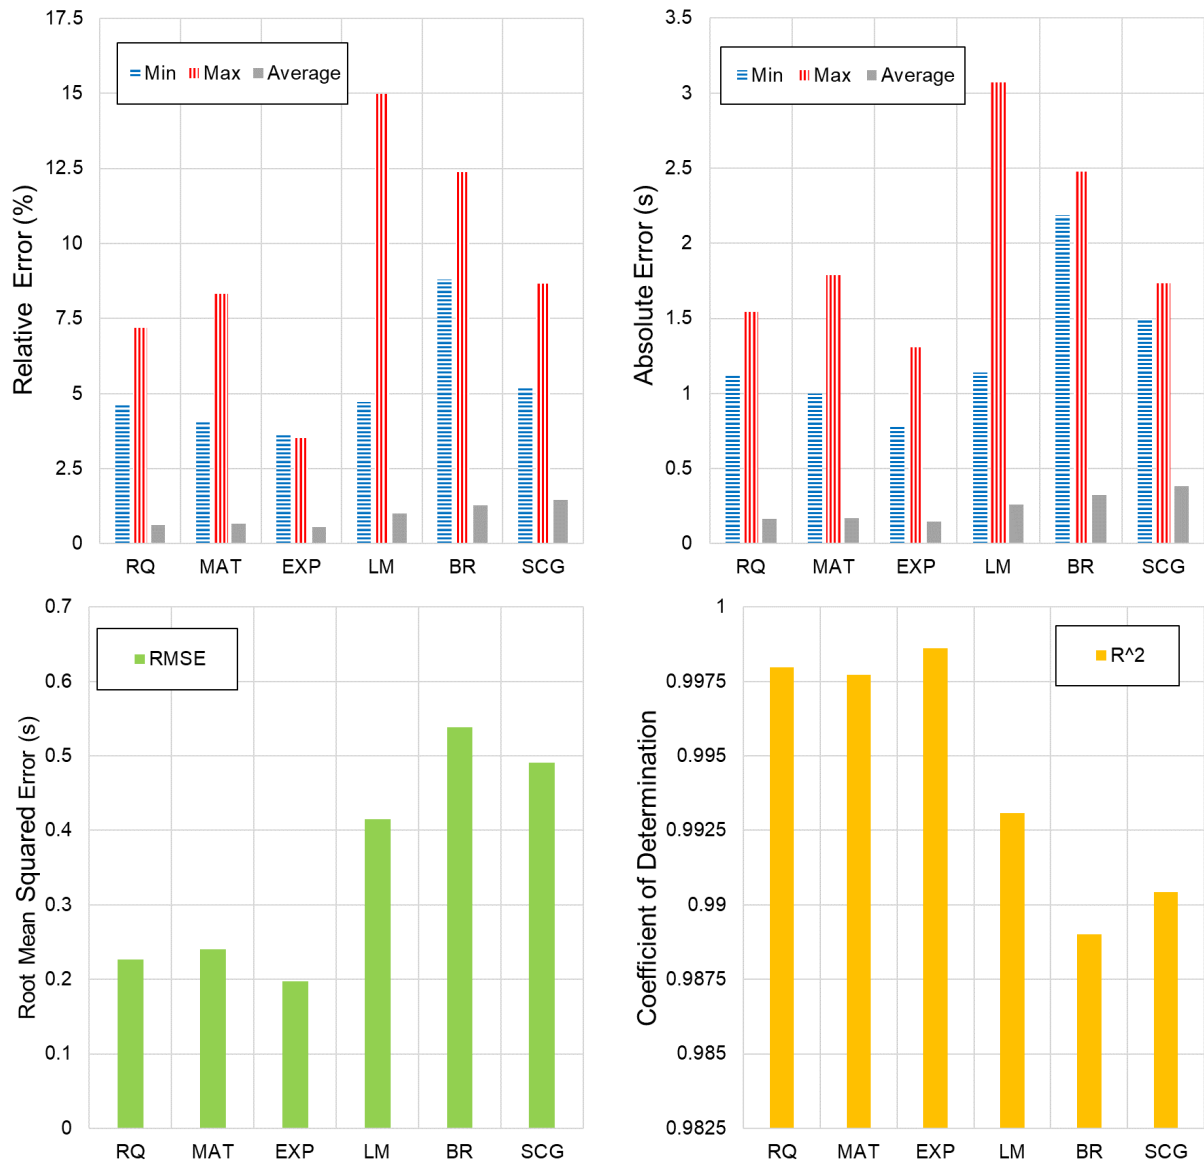 17.5
15
12.5
10
7.5
5
2.5
0
Relative Error (%)
Min Max Average
RQ MAT EXP LM BR SCG
3.5
3
2.5
2
1.5
1
0.5
0
Absolute Error (s)
Min Max Average
RQ MAT EXP LM BR SCG
0.7
0.6
0.5
0.4
0.3
0.2
0.1
0
Root Mean Squared Error (s)
RMSE
RQ MAT EXP LM BR SCG
1
0.9975
0.995
0.9925
0.99
0.9875
0.985
0.9825
Coefficient of Determination
R^2
RQ MAT EXP LM BR SCG